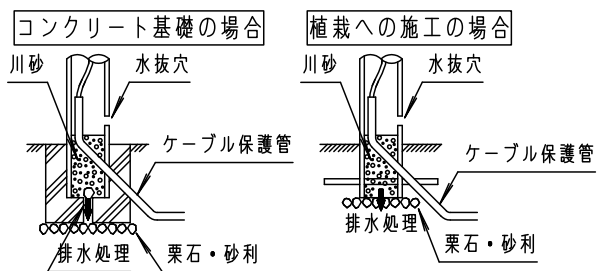 コンクリート基礎の場合
川砂
水抜穴
ケーブル保護管
排水処理
栗石・砂利
植栽への施工の場合
川砂
水抜穴
ケーブル保護管
排水処理
栗石・砂利